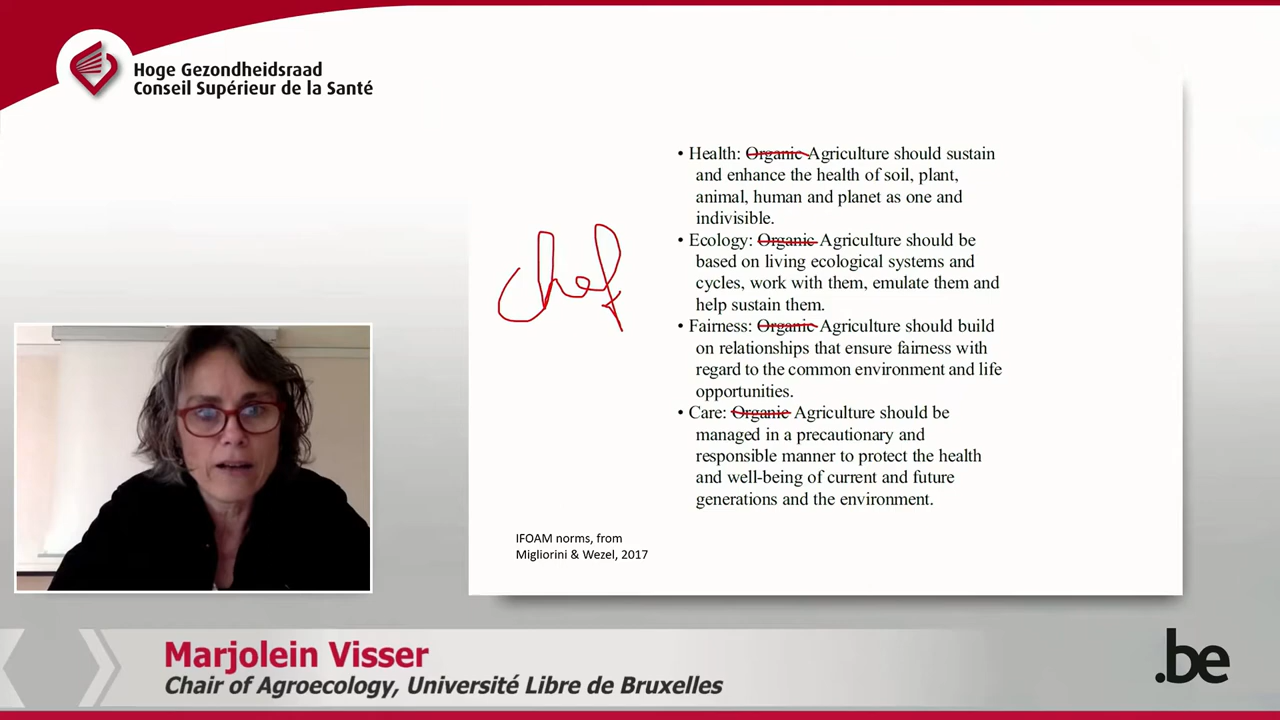 Hoge Gezondheidsraad
Conseil Supérieur de la Santé
chef
• Health: Organic Agriculture should sustain
and enhance the health of soil, plant,
animal, human and planet as one and
indivisible.
• Ecology: Organic Agriculture should be
based on living ecological systems and
cycles, work with them, emulate them and
help sustain them.
• Fairness: Organic Agriculture should build
on relationships that ensure fairness with
regard to the common environment and life
opportunities.
• Care: Organic Agriculture should be
managed in a precautionary and
responsible manner to protect the health
and well-being of current and future
generations and the environment.
IFOAM norms, from
Migliorini & Wezel, 2017
Marjolein Visser
Chair of Agroecology, Université Libre de Bruxelles
.be